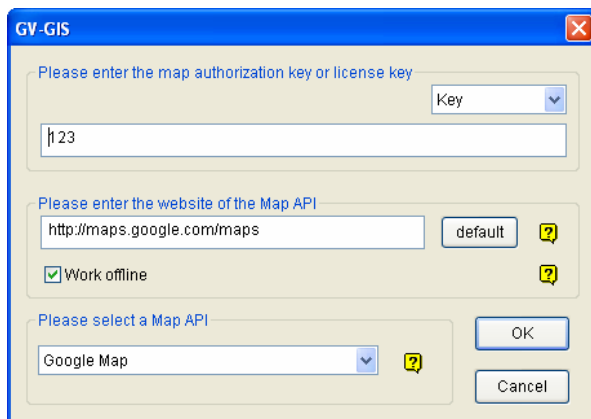 GV-GIS
Please enter the map authorization key or license key
Key
123
Please enter the website of the Map API
http://maps.google.com/maps
default
?
Work offline
?
Please select a Map API
OK
Google Map
?
Cancel